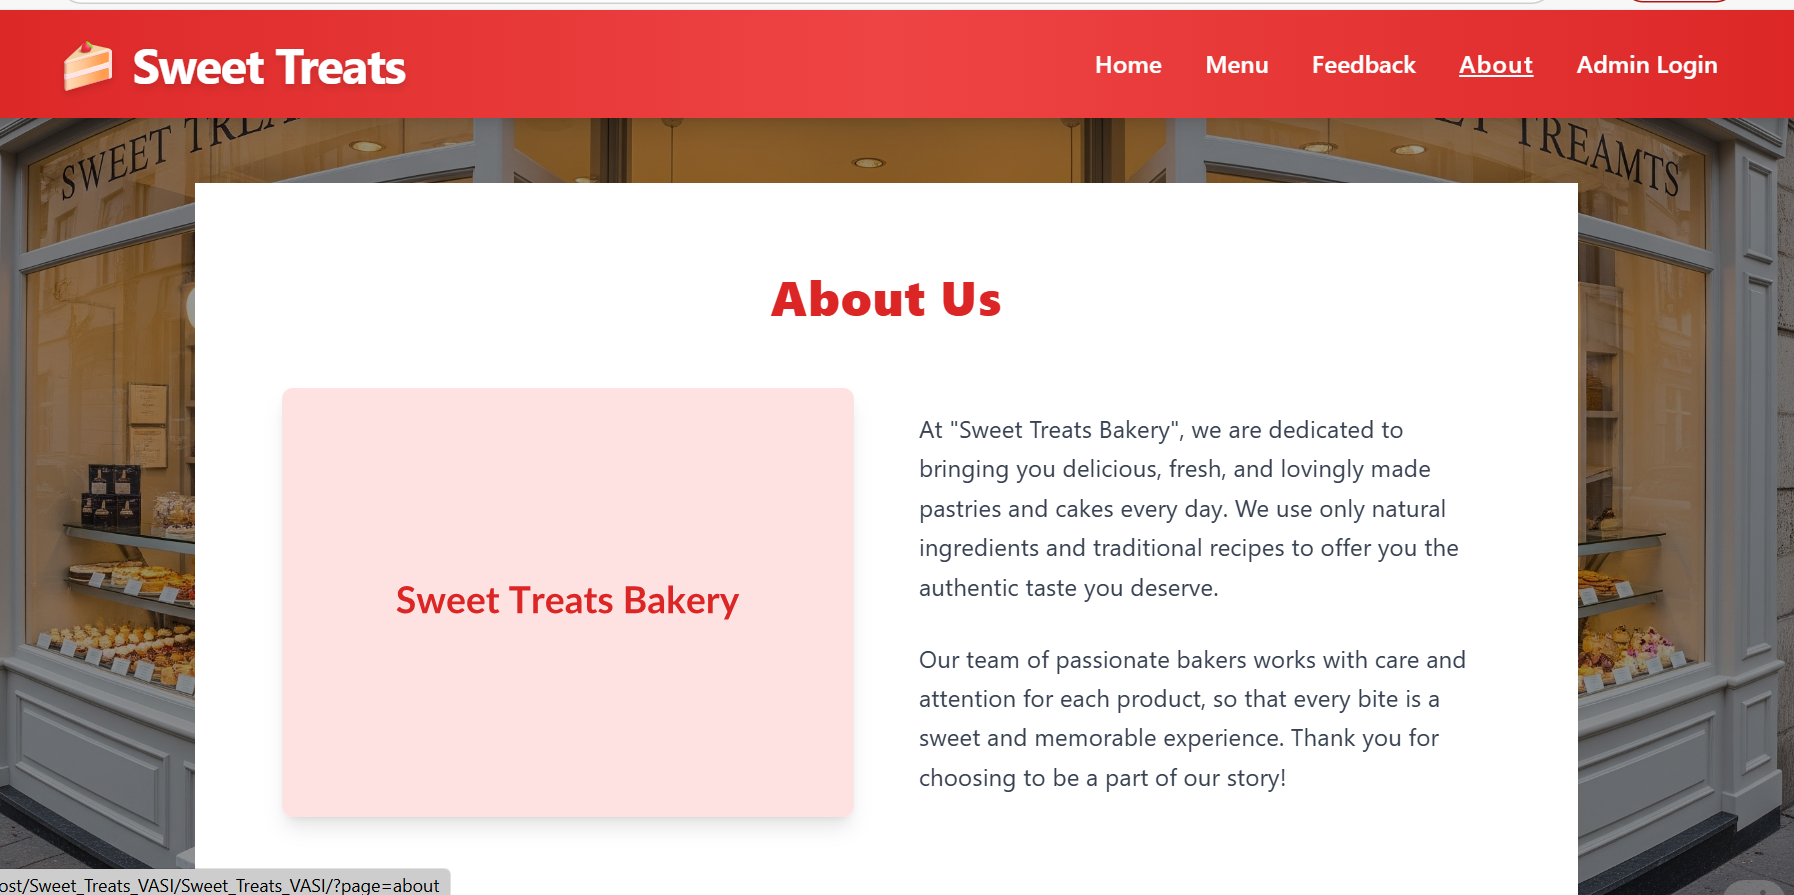 Sweet Treats
Home Menu Feedback About Admin Login
SWEET TREA
ET TREAMTS
About Us
Sweet Treats Bakery
At "Sweet Treats Bakery", we are dedicated to
bringing you delicious, fresh, and lovingly made
pastries and cakes every day. We use only natural
ingredients and traditional recipes to offer you the
authentic taste you deserve.
Our team of passionate bakers works with care and
attention for each product, so that every bite is a
sweet and memorable experience. Thank you for
choosing to be a part of our story!
ost/Sweet_Treats_VASI/Sweet_Treats_VASI/?page=about